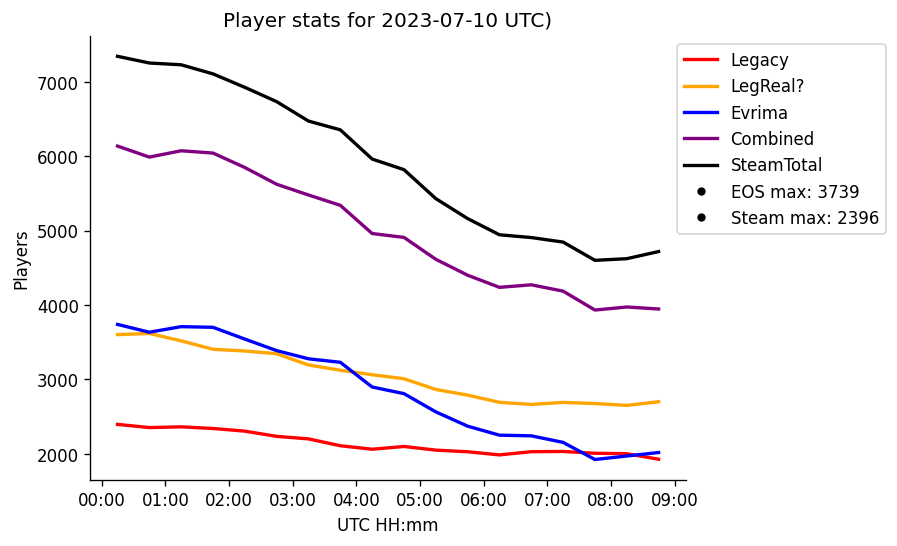 Player stats for 2023-07-10 UTC)
Legacy
LegReal?
Evrima
Combined
SteamTotal
EOS max: 3739
Steam max: 2396
Players
7000
6000
5000
4000
3000
2000
00:00 01:00 02:00 03:00 04:00 05:00 06:00 07:00 08:00 09:00
UTC HH:mm